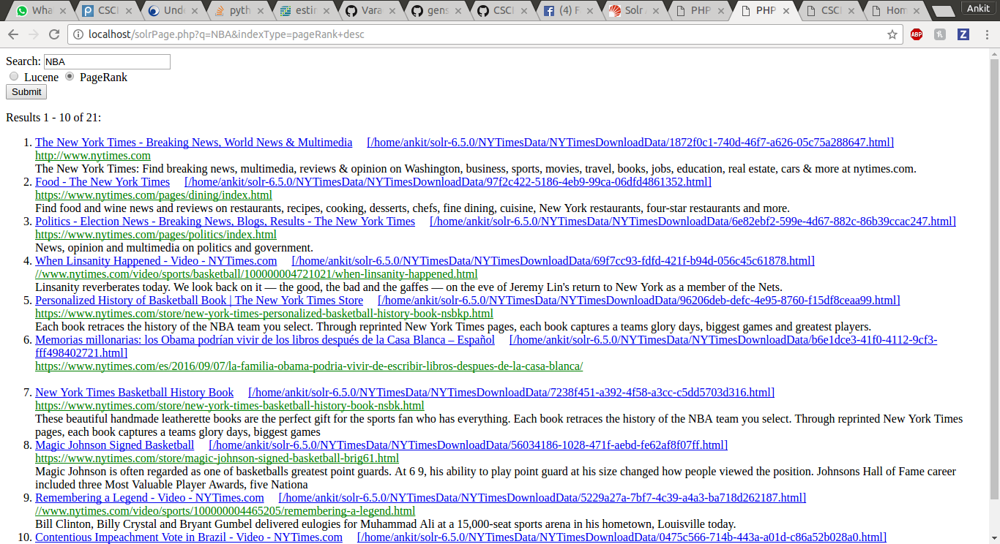 Wha
CSCI
Unde
pyth
estir
Vara
gens
CSCI
(4) F
Solr A
PHP
PHP
CSCI
Hom
Ankit
localhost/solrPage.php?q=NBA&indexType=pageRank+desc
ABP
Z
Search: NBA
Lucene PageRank
Submit
Results 1 - 10 of 21:
1. The New York Times - Breaking News, World News & Multimedia [/home/ankit/solr-6.5.0/NYTimesData/NYTimesDownloadData/1872f0c1-740d-46f7-a626-05c75a288647.html]
http://www.nytimes.com
The New York Times: Find breaking news, multimedia, reviews & opinion on Washington, business, sports, movies, travel, books, jobs, education, real estate, cars & more at nytimes.com.
2. Food - The New York Times [/home/ankit/solr-6.5.0/NYTimesData/NYTimesDownloadData/97f2c422-5186-4eb9-99ca-06dfd4861352.html]
https://www.nytimes.com/pages/dining/index.html
Find food and wine news and reviews on restaurants, recipes, cooking, desserts, chefs, fine dining, cuisine, New York restaurants, four-star restaurants and more.
3. Politics - Election News - Breaking News, Blogs, Results - The New York Times [/home/ankit/solr-6.5.0/NYTimesData/NYTimesDownloadData/6e82ebf2-599e-4d67-882c-86b39ccac247.html]
https://www.nytimes.com/pages/politics/index.html
News, opinion and multimedia on politics and government.
4. When Linsanity Happened - Video - NYTimes.com [/home/ankit/solr-6.5.0/NYTimesData/NYTimesDownloadData/69f7cc93-fdfd-421f-b94d-056c45c61878.html]
//www.nytimes.com/video/sports/basketball/100000004721021/when-linsanity-happened.html
Linsanity reverberates today. We look back on it — the good, the bad and the gaffes — on the eve of Jeremy Lin's return to New York as a member of the Nets.
5. Personalized History of Basketball Book | The New York Times Store [/home/ankit/solr-6.5.0/NYTimesData/NYTimesDownloadData/96206deb-defc-4e95-8760-f15df8ceaa99.html]
https://www.nytimes.com/store/new-york-times-personalized-basketball-history-book-nsbkp.html
Each book retraces the history of the NBA team you select. Through reprinted New York Times pages, each book captures a teams glory days, biggest games and greatest players.
6. Memorias millonarias: los Obama podrían vivir de los libros después de la Casa Blanca – Español [/home/ankit/solr-6.5.0/NYTimesData/NYTimesDownloadData/b6e1dce3-41f0-4112-9cf3-
fff498402721.html]
https://www.nytimes.com/es/2016/09/07/la-familia-obama-podria-vivir-de-escribir-libros-despues-de-la-casa-blanca/
7. New York Times Basketball History Book [/home/ankit/solr-6.5.0/NYTimesData/NYTimesDownloadData/7238f451-a392-4f58-a3cc-c5dd5703d316.html]
https://www.nytimes.com/store/new-york-times-basketball-history-book-nsbk.html
These beautiful handmade leatherette books are the perfect gift for the sports fan who has everything. Each book retraces the history of the NBA team you select. Through reprinted New York Times
pages, each book captures a teams glory days, biggest games
8. Magic Johnson Signed Basketball [/home/ankit/solr-6.5.0/NYTimesData/NYTimesDownloadData/56034186-1028-471f-aebd-fe62af8f07ff.html]
https://www.nytimes.com/store/magic-johnson-signed-basketball-brig61.html
Magic Johnson is often regarded as one of basketballs greatest point guards. At 6 9, his ability to play point guard at his size changed how people viewed the position. Johnsons Hall of Fame career
included three Most Valuable Player Awards, five Nationa
9. Remembering a Legend - Video - NYTimes.com [/home/ankit/solr-6.5.0/NYTimesData/NYTimesDownloadData/5229a27a-7bf7-4c39-a4a3-ba718d262187.html]
//www.nytimes.com/video/sports/100000004465205/remembering-a-legend.html
Bill Clinton, Billy Crystal and Bryant Gumbel delivered eulogies for Muhammad Ali at a 15,000-seat sports arena in his hometown, Louisville today.
10. Contentious Impeachment Vote in Brazil - Video - NYTimes.com [/home/ankit/solr-6.5.0/NYTimesData/NYTimesDownloadData/0475c566-714b-443a-a01d-c86a52b028a0.html]